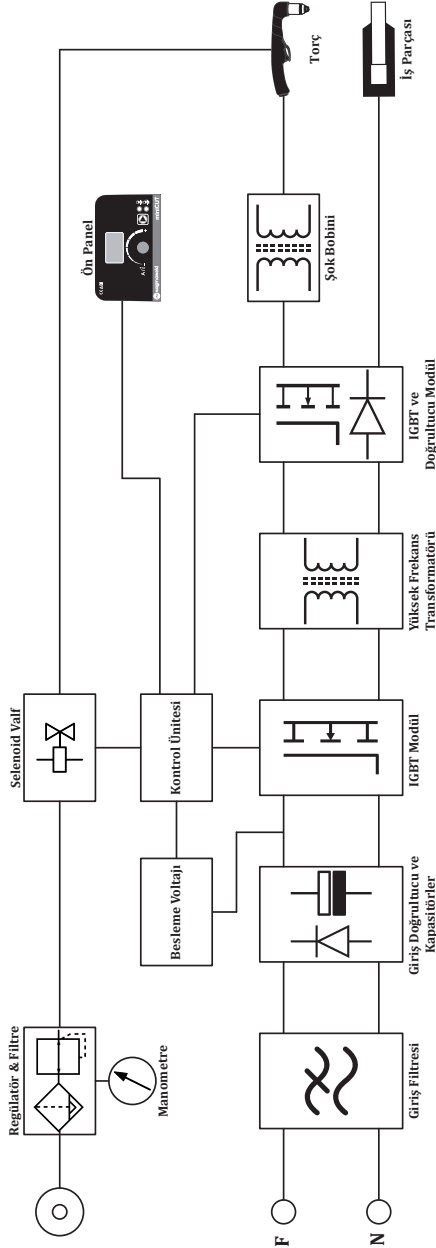 Regülatör & Filtre
Manometre
Selenoid Valf
Ön Panel
miniCUT
Torç
İş Parçası
Besleme Voltajı
Kontrol Ünitesi
Şok Bobini
F
N
Giriş Filtresi
Giriş Doğrultucu ve
Kapasitörler
IGBT Modül
Yüksek Frekans
Transformatörü
IGBT ve
Doğrultucu Modül